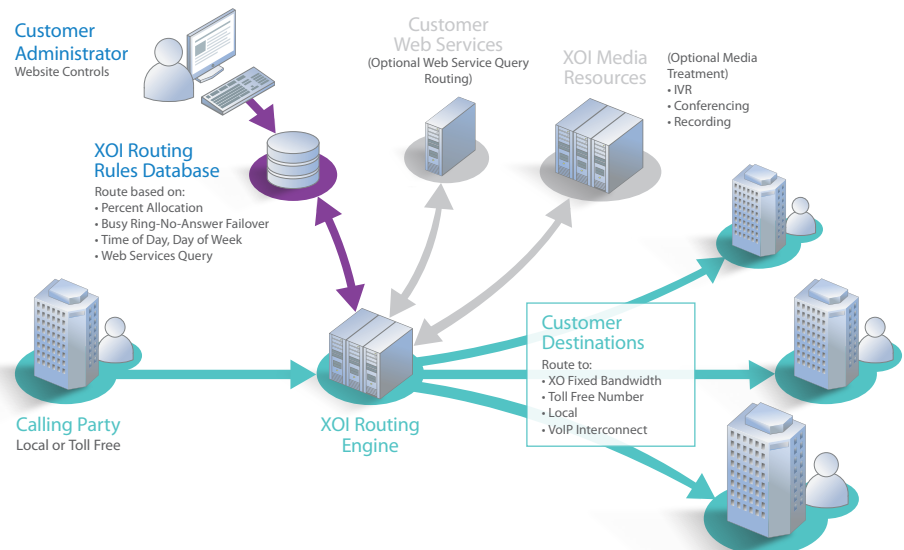 Customer
Administrator
Website Controls
Customer
Web Services
(Optional Web Service Query
Routing)
XOI Media
Resources
(Optional Media
Treatment)
• IVR
• Conferencing
• Recording
XOI Routing
Rules Database
Route based on:
• Percent Allocation
• Busy Ring-No-Answer Failover
• Time of Day, Day of Week
• Web Services Query
Calling Party
Local or Toll Free
XOI Routing
Engine
Customer
Destinations
Route to:
• XO Fixed Bandwidth
• Toll Free Number
• Local
• VoIP Interconnect